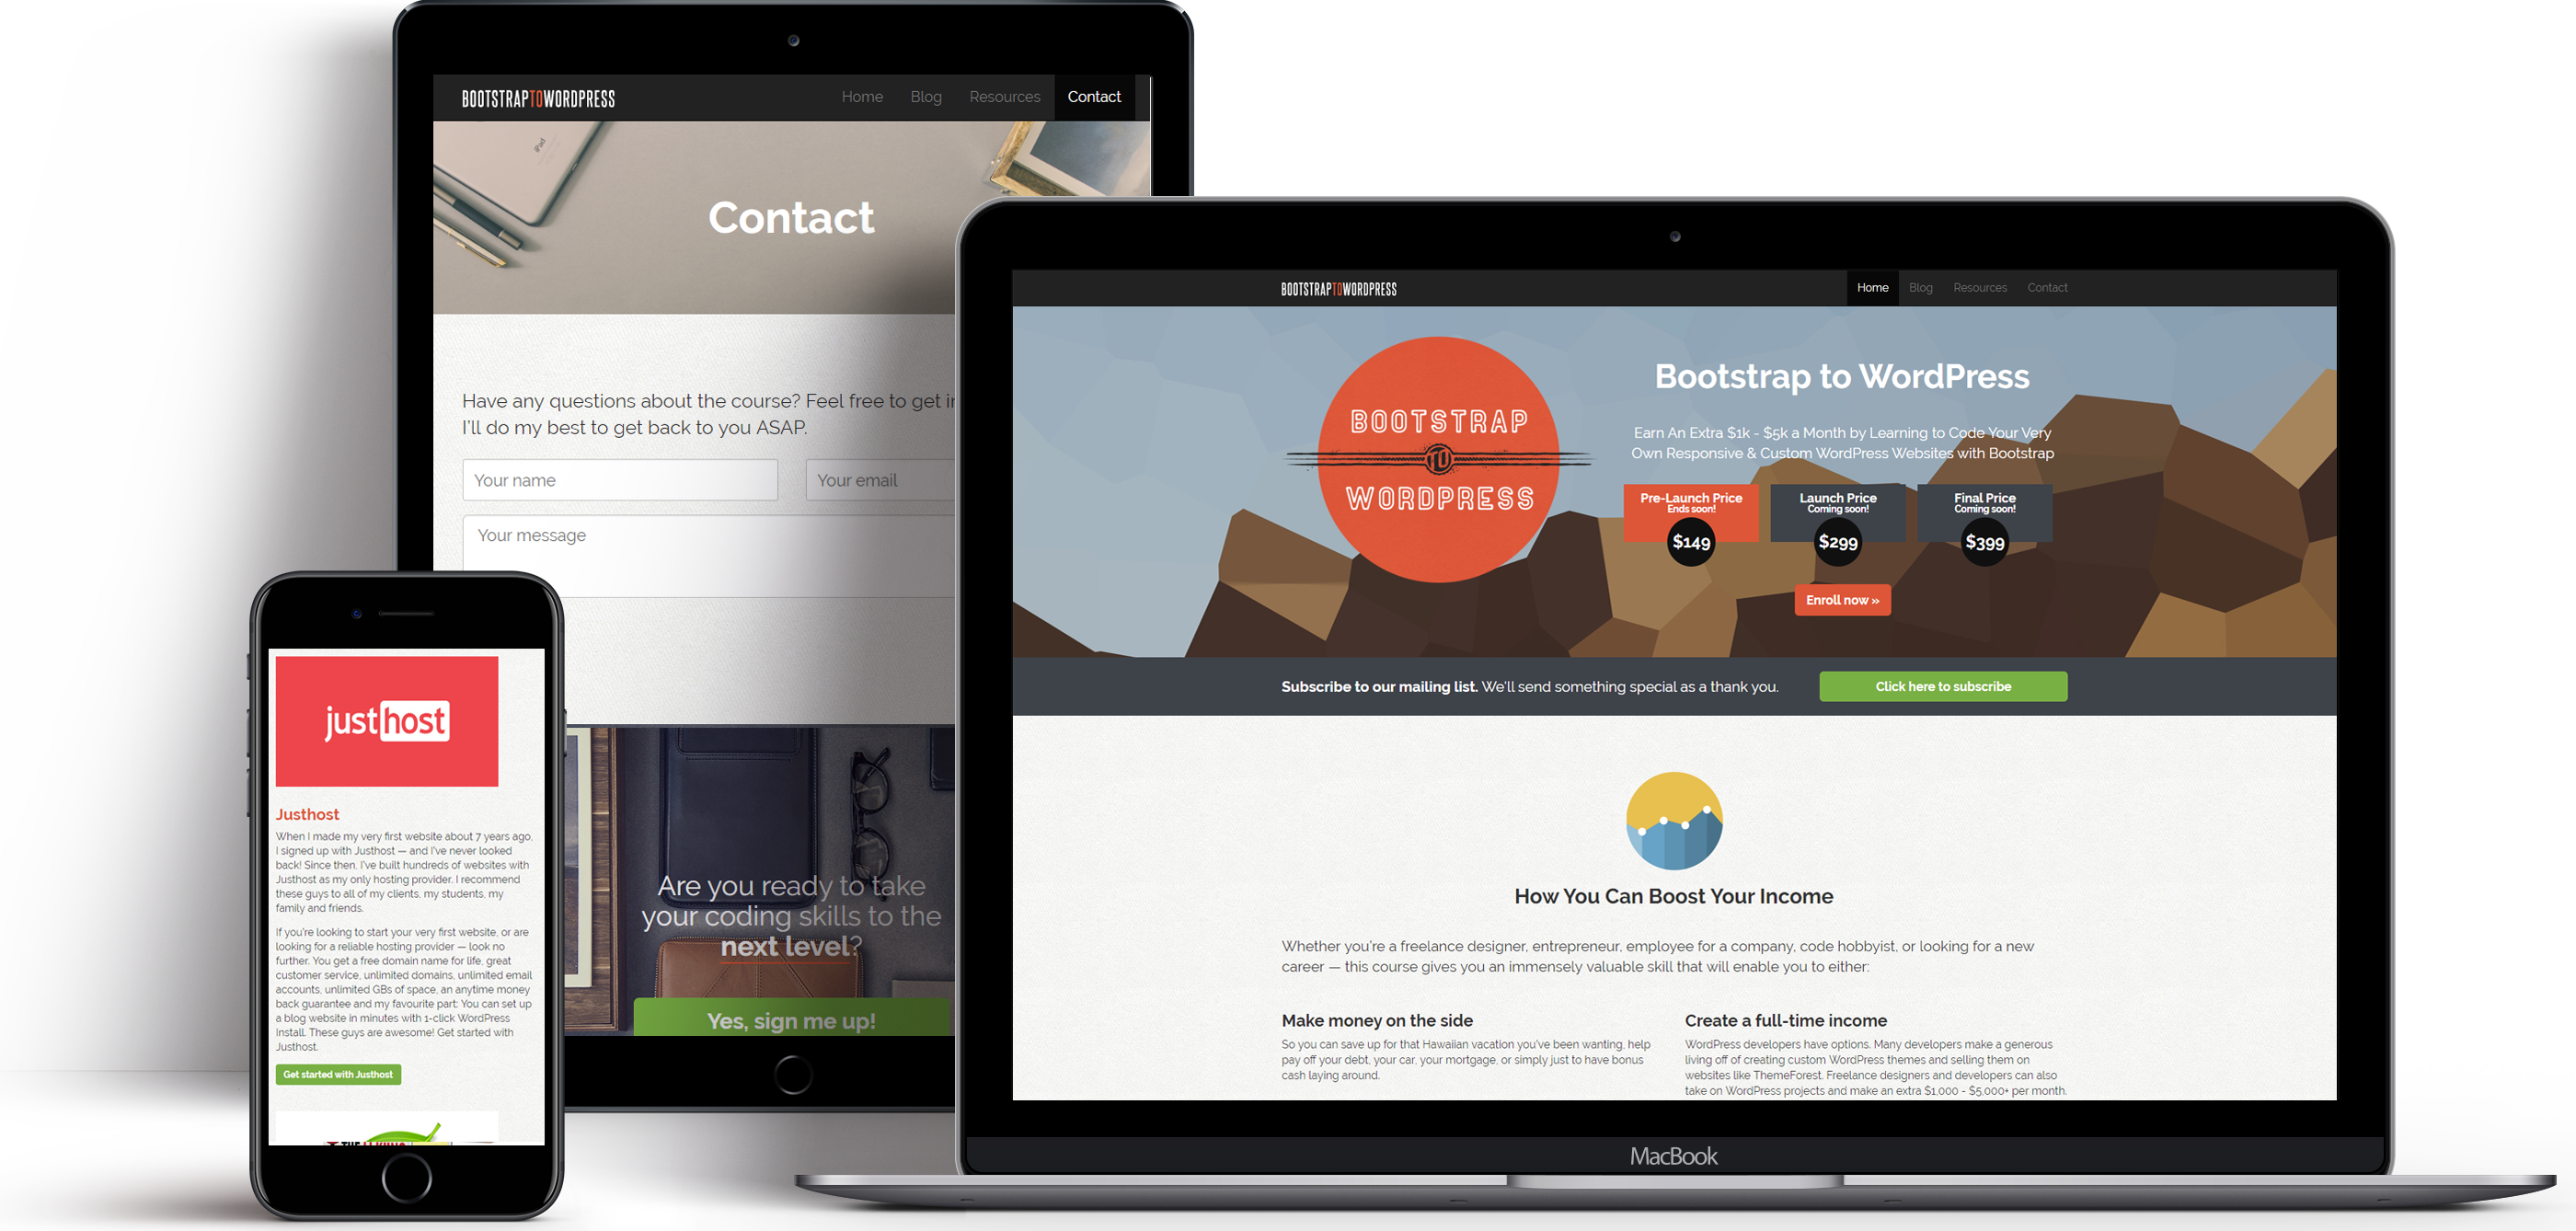 BOOTSTRAPTOWORDPRESS
Home Blog Resources Contact
iPad
Contact
Have any questions about the course? Feel free to get
I'll do my best to get back to you ASAP.
Your name
Your email
Your message
Are you ready to take
your coding skills to the
next level?
Yes, sign me up!
justhost
Justhost
When I made my very first website about 7 years ago,
I signed up with Justhost — and I've never looked
back! Since then, I've built hundreds of websites with
Justhost as my only hosting provider. I recommend
these guys to all of my clients, my students, my
family and friends.
If you're looking to start your very first website, or are
looking for a reliable hosting provider — look no
further. You get a free domain name for life, great
customer service, unlimited domains, unlimited email
accounts, unlimited GBs of space, an anytime money
back guarantee and my favourite part: You can set up
a blog website in minutes with 1-click WordPress
Install. These guys are awesome! Get started with
Justhost.
Get started with Justhost
BOOTSTRAPTOWORDPRESS
Home Blog Resources Contact
BOOTSTRAP
TO
WORDPRESS
Bootstrap to WordPress
Earn An Extra $1k - $5k a Month by Learning to Code Your Very
Own Responsive & Custom WordPress Websites with Bootstrap
Pre-Launch Price
Ends soon!
$149
Launch Price
Coming soon!
$299
Final Price
Coming soon!
$399
Enroll now »
Subscribe to our mailing list. We'll send something special as a thank you.
Click here to subscribe
How You Can Boost Your Income
Whether you're a freelance designer, entrepreneur, employee for a company, code hobbyist, or looking for a new
career — this course gives you an immensely valuable skill that will enable you to either:
Make money on the side
So you can save up for that Hawaiian vacation you've been wanting, help
pay off your debt, your car, your mortgage, or simply just to have bonus
cash laying around.
Create a full-time income
WordPress developers have options. Many developers make a generous
living off of creating custom WordPress themes and selling them on
websites like ThemeForest. Freelance designers and developers can also
take on WordPress projects and make an extra $1,000 - $5,000+ per month.
MacBook